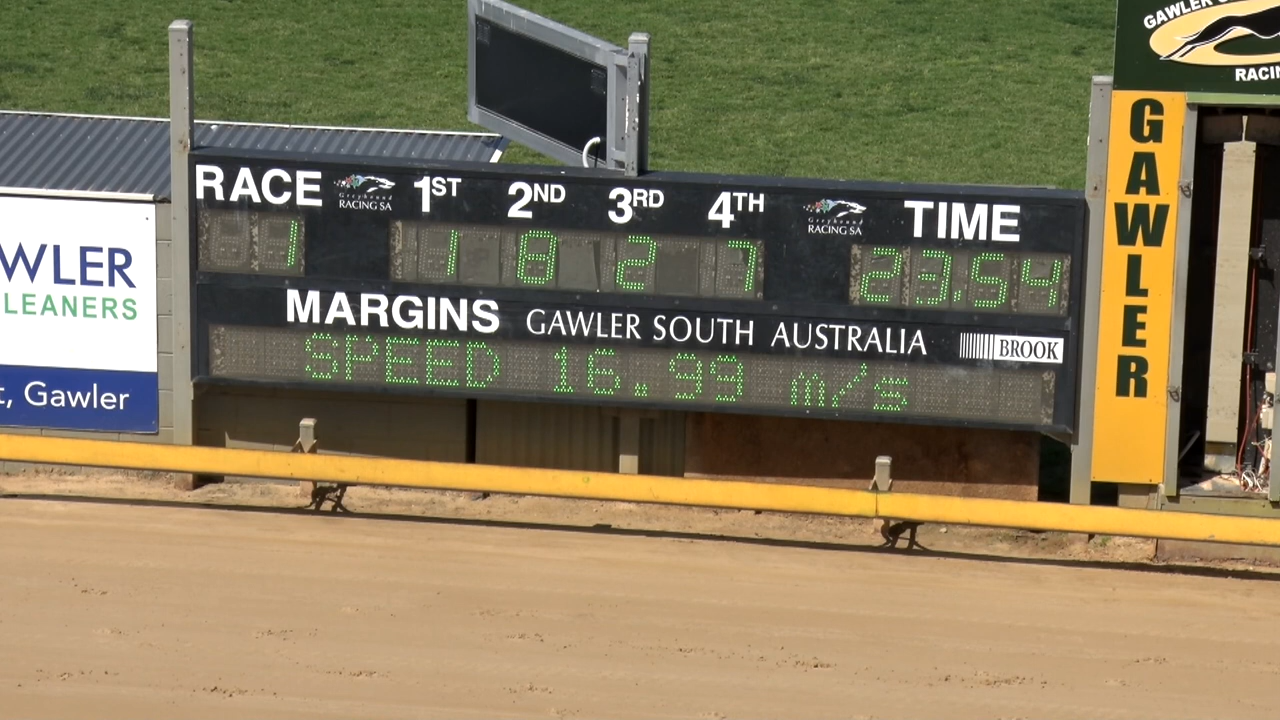 GAWLER
RACIN
GAWLER
RACE
Greyhound
RACING SA
1ST
2ND
3RD
4TH
Greyhound
RACING SA
TIME
1
1
8
2
7
23.54
MARGINS
GAWLER SOUTH AUSTRALIA
BROOK
SPEED 16.99 m/s
WLER
LEANERS
t, Gawler